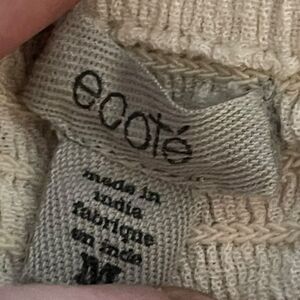 ecoté
made in
india
fabriqué
en inde
M